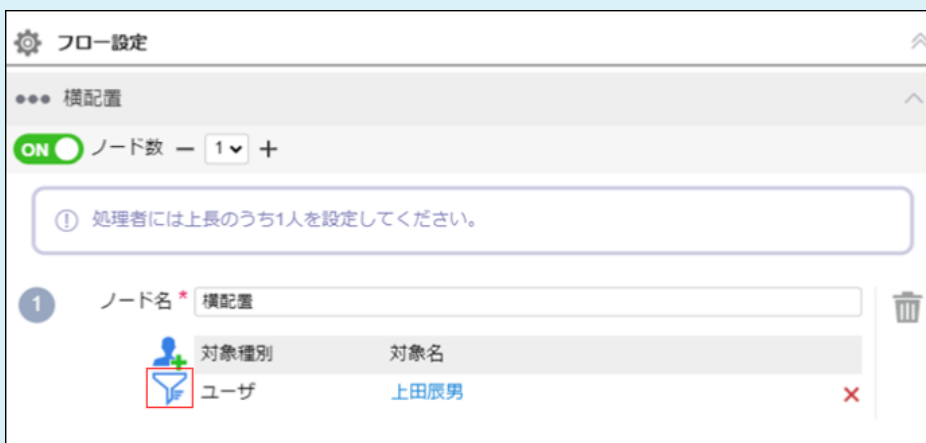 フロー設定
横配置
ON ノード数 － 1 ＋
処理者には上長のうち1人を設定してください。
1 ノード名 * 横配置
対象種別 対象名
ユーザ 上田辰男